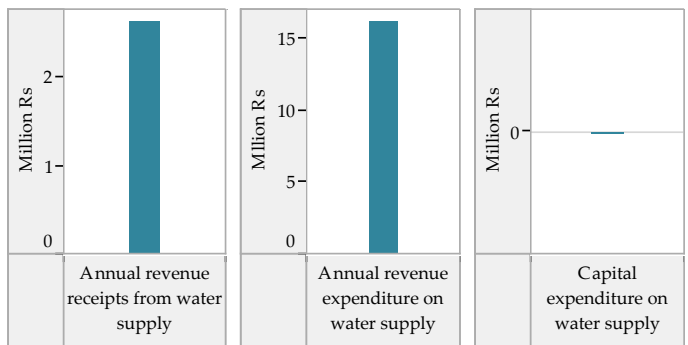 Million Rs
2
1
0
Annual revenue
receipts from water
supply
Mllion Rs
15
10
5
0
Annual revenue
expenditure on
water supply
Million Rs
0
Capital
expenditure on
water supply